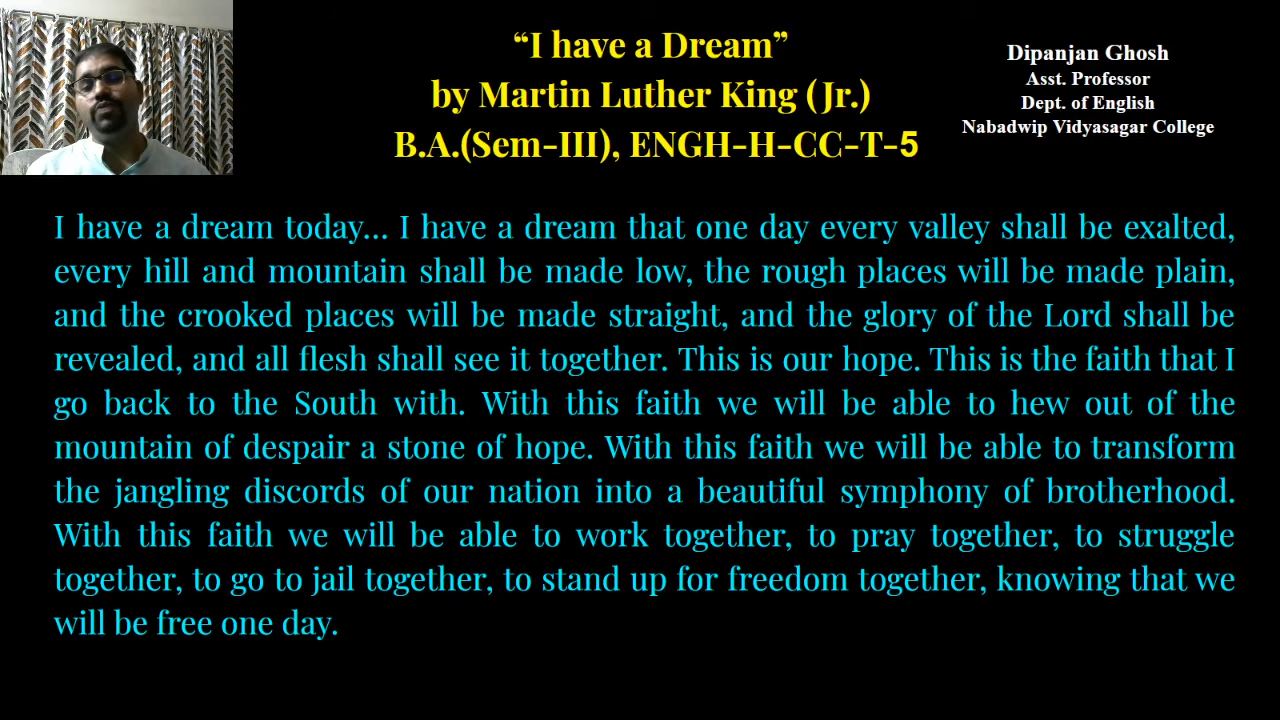 “I have a Dream”
by Martin Luther King (Jr.)
B.A.(Sem-III), ENGH-H-CC-T-5
Dipanjan Ghosh
Asst. Professor
Dept. of English
Nabadwip Vidyasagar College
I have a dream today... I have a dream that one day every valley shall be exalted,
every hill and mountain shall be made low, the rough places will be made plain,
and the crooked places will be made straight, and the glory of the Lord shall be
revealed, and all flesh shall see it together. This is our hope. This is the faith that I
go back to the South with. With this faith we will be able to hew out of the
mountain of despair a stone of hope. With this faith we will be able to transform
the jangling discords of our nation into a beautiful symphony of brotherhood.
With this faith we will be able to work together, to pray together, to struggle
together, to go to jail together, to stand up for freedom together, knowing that we
will be free one day.